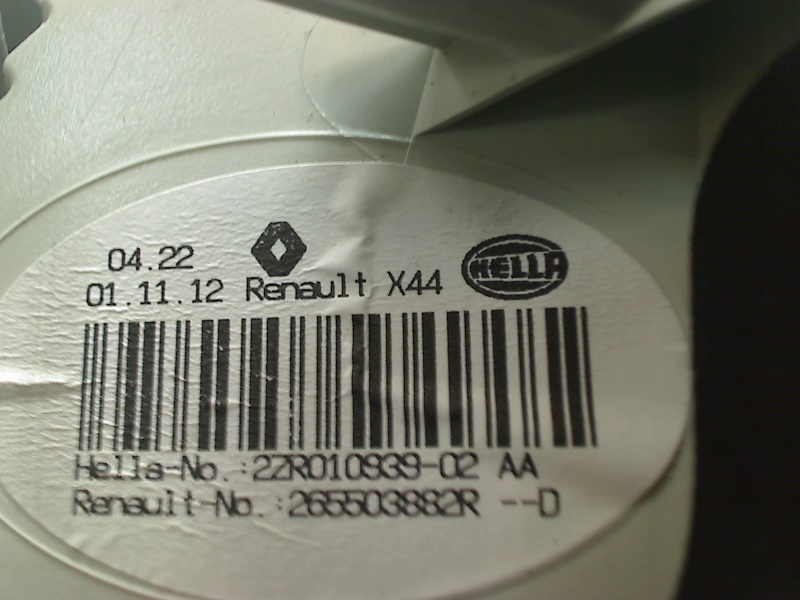 04.22
01.11.12 Renault X44
HELLA
Hella-No.:2ZR010939-02 AA
Renault-No.:265503882R --D